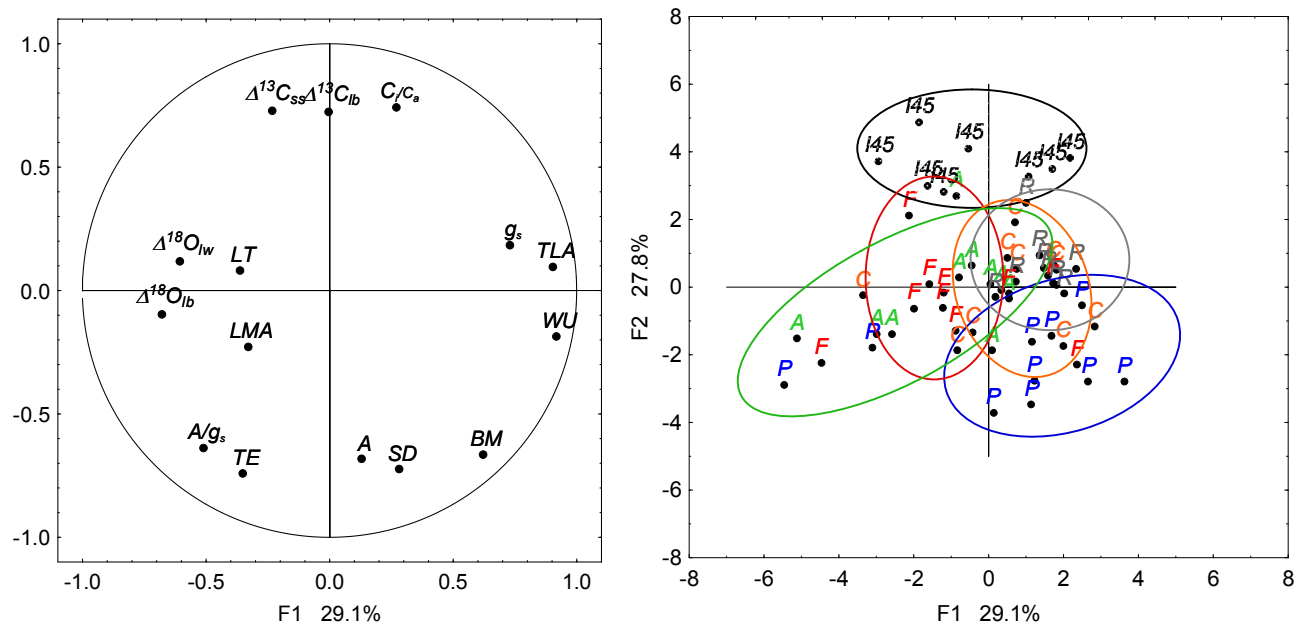 1.0
0.5
0.0
-0.5
-1.0
-1.0
-0.5
0.0
0.5
1.0
F1 29.1%
Δ¹³Css
Δ¹³Clb
Ci/Ca
gs
TLA
Δ¹⁸Olw
LT
Δ¹⁸Olb
LMA
WU
A/gs
TE
A
SD
BM
F2 27.8%
8
6
4
2
0
-2
-4
-6
-8
-8
-6
-4
-2
0
2
4
6
8
F1 29.1%
I45
I45
I45
I45
I45
I45
I45
I45
A
R
F
C
R
C
C
R
R
C
R
A
A
A
F
F
F
R
F
P
A
F
C
C
A
A
A
P
F
C
A
P
P
C
F
P
P
P
P
P
P